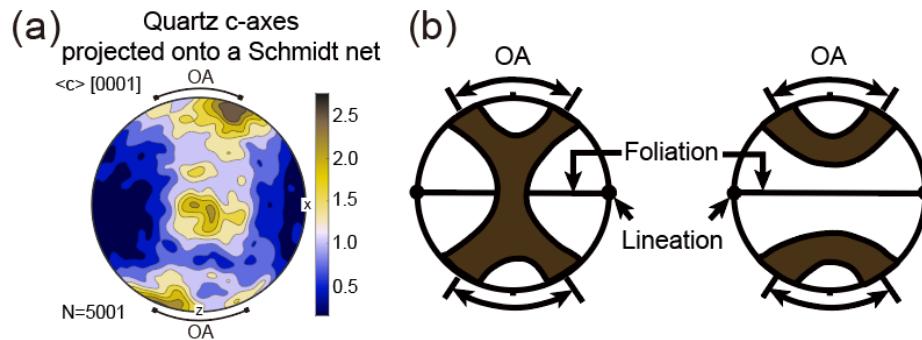 (a)
Quartz c-axes
projected onto a Schmidt net
<c> [0001]
OA
2.5
2.0
1.5
1.0
0.5
x
z
N=5001
OA
(b)
OA
OA
Foliation
Lineation